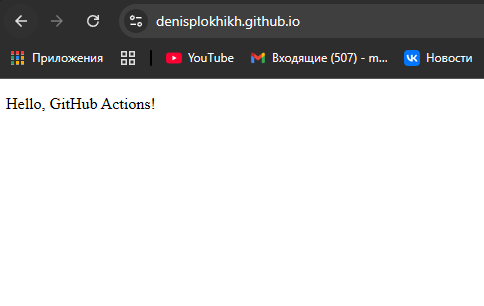 denisplokhikh.github.io
Приложения YouTube Входящие (507) - m... Новости
Hello, GitHub Actions!